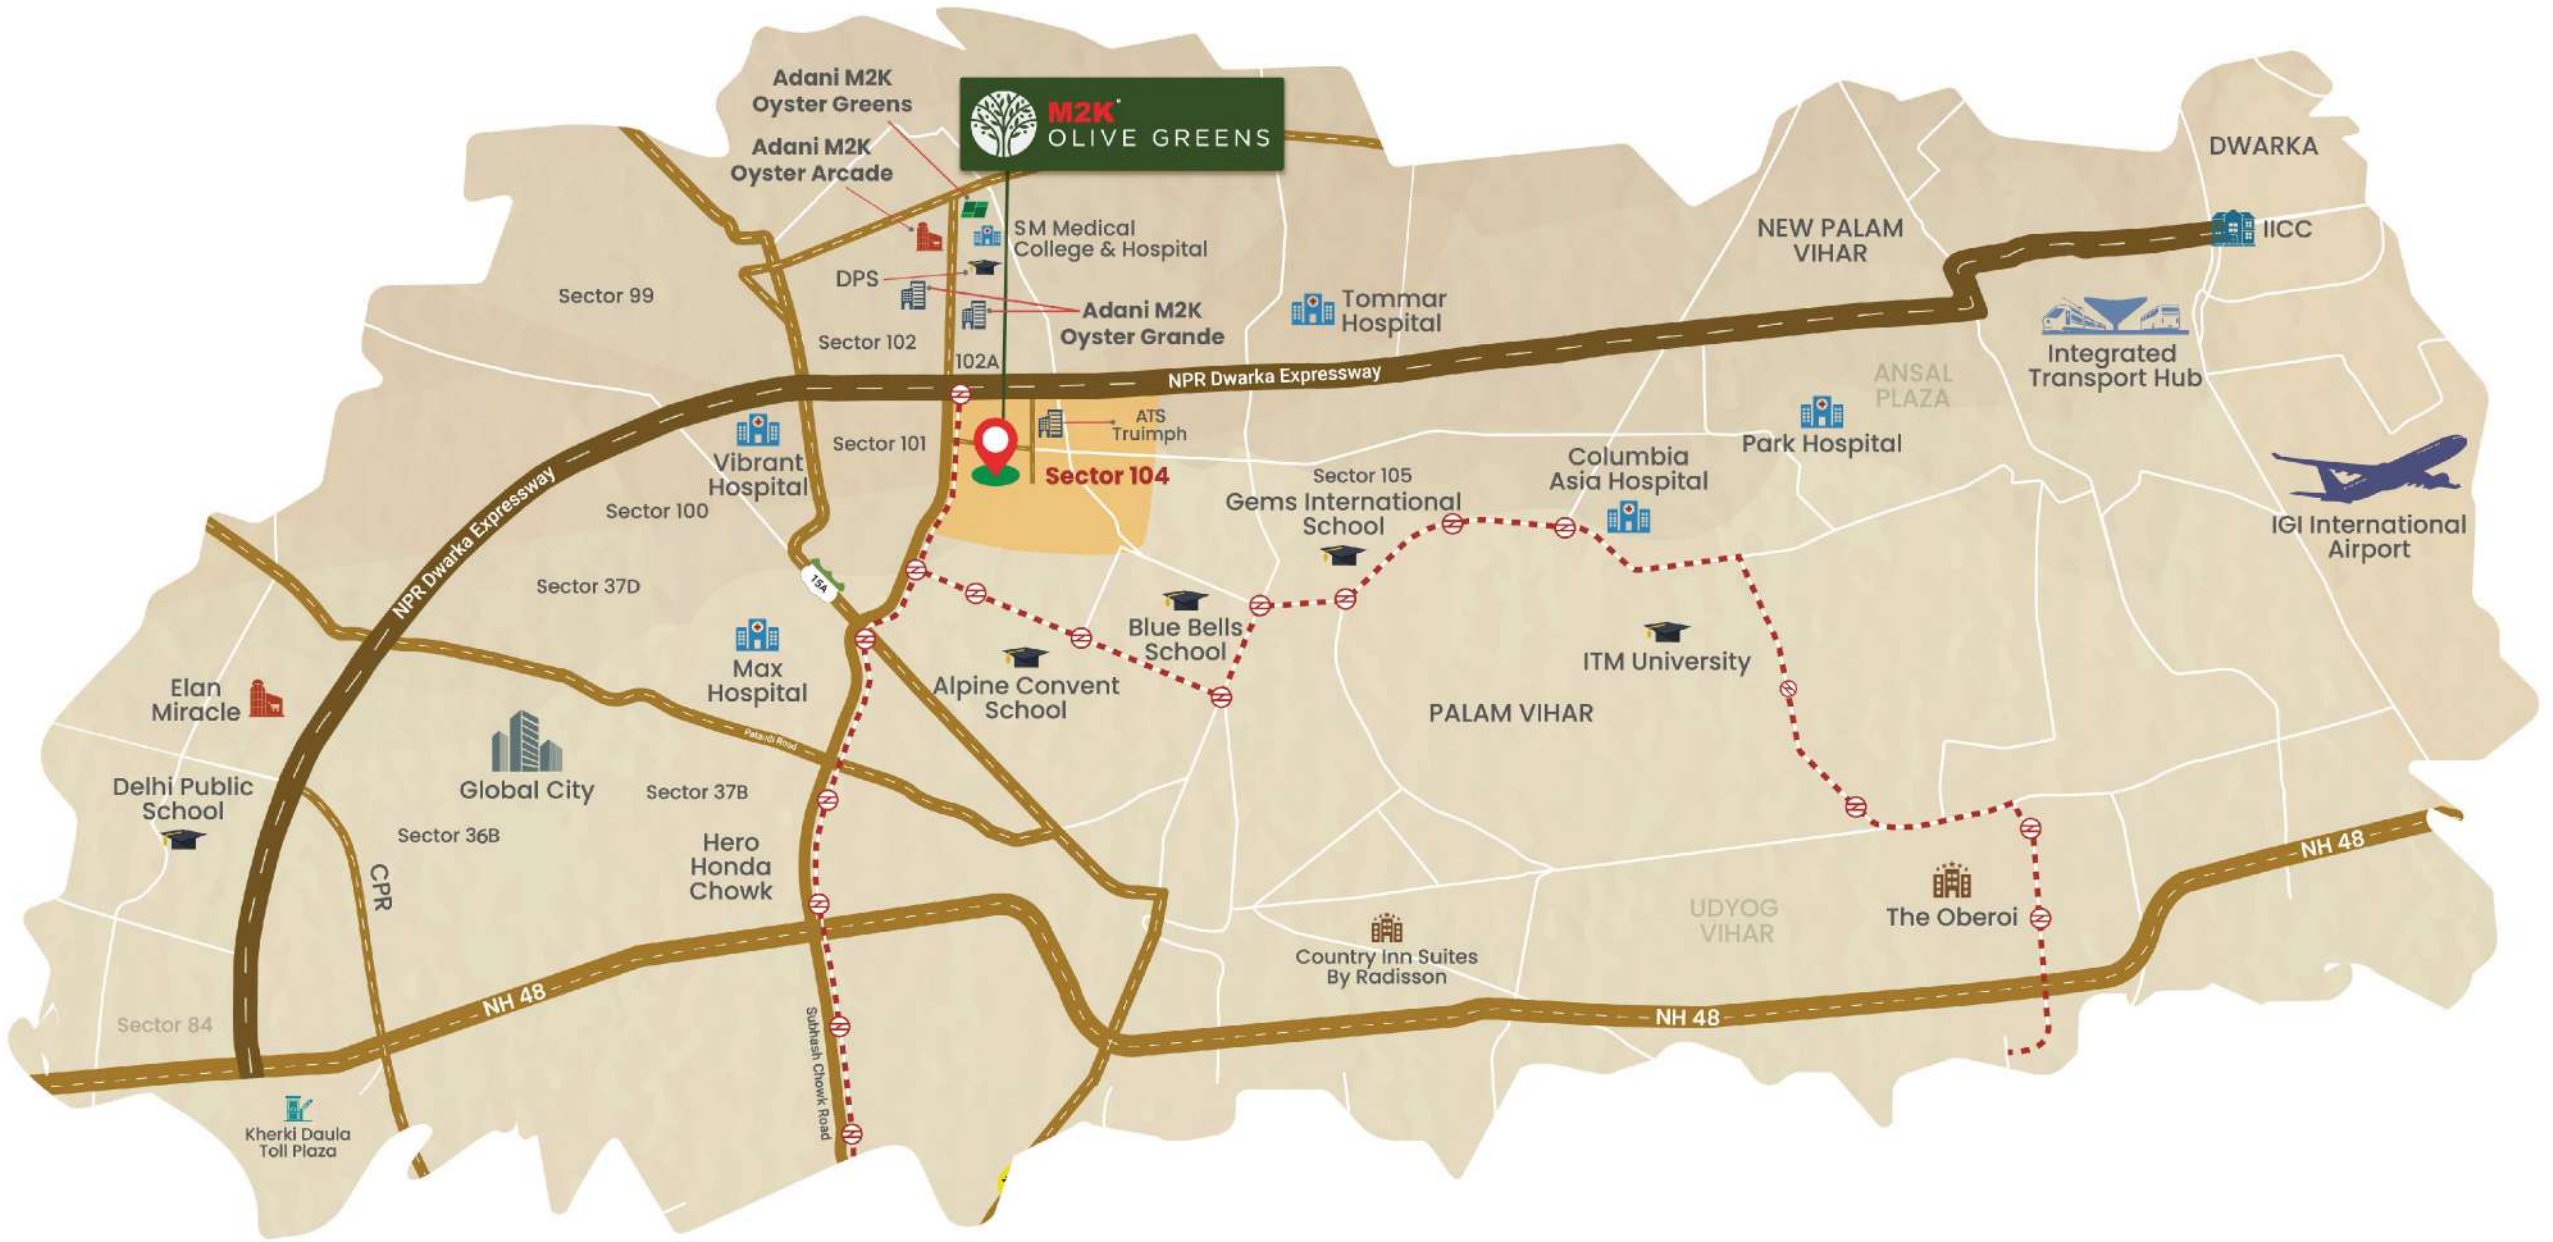 Adani M2K
Oyster Greens
M2K
OLIVE GREENS
Adani M2K
Oyster Arcade
DWARKA
SM Medical
College & Hospital
NEW PALAM
VIHAR
IICC
DPS
Sector 99
Adani M2K
Oyster Grande
Tommar
Hospital
Sector 102
102A
Integrated
Transport Hub
NPR Dwarka Expressway
ANSAL
PLAZA
ATS
Truimph
Sector 101
Vibrant
Hospital
Sector 104
Park Hospital
Columbia
Asia Hospital
Sector 105
Gems International
School
Sector 100
IGI International
Airport
NPR Dwarka Expressway
Sector 37D
15A
Blue Bells
School
Max
Hospital
ITM University
Alpine Convent
School
Elan
Miracle
PALAM VIHAR
Pataudi Road
Delhi Public
School
Global City
Sector 37B
Sector 36B
CPR
Hero
Honda
Chowk
NH 48
The Oberoi
UDYOG
VIHAR
Country Inn Suites
By Radisson
NH 48
NH 48
Sector 84
Subhash Chowk Road
Kherki Daula
Toll Plaza